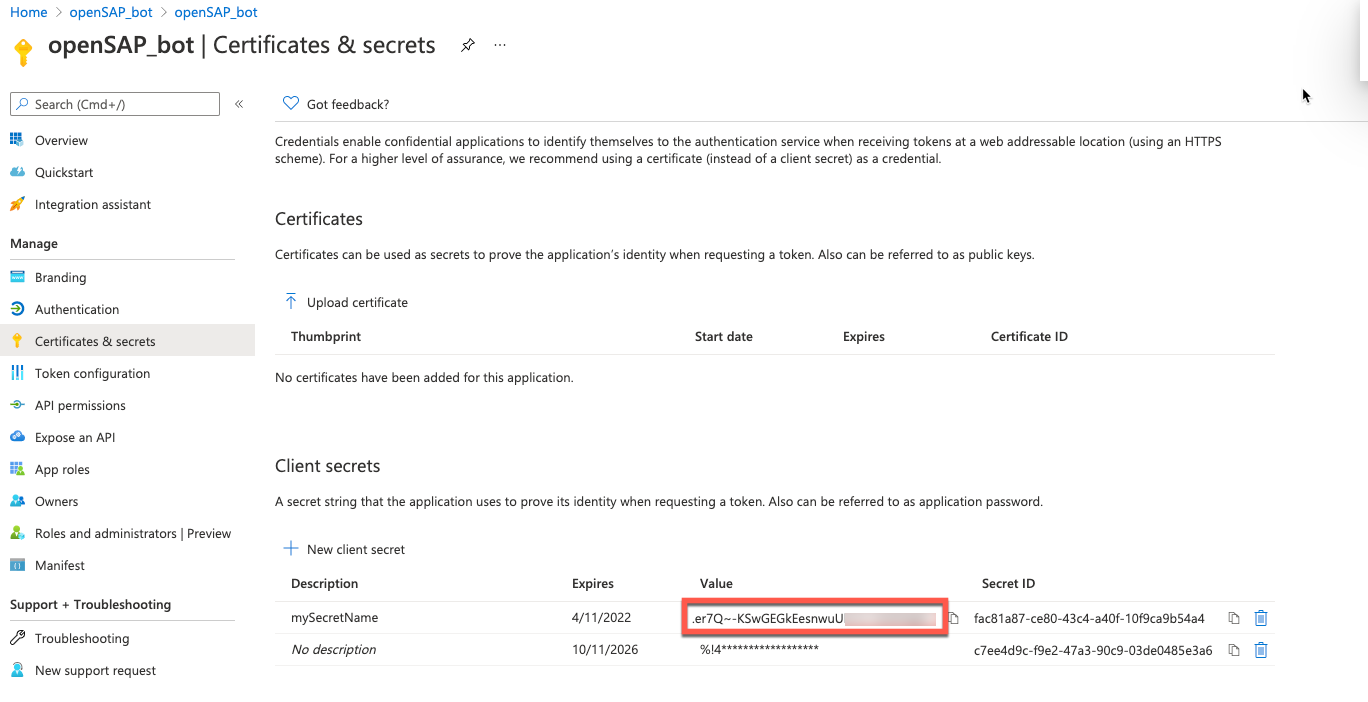 Home > openSAP_bot > openSAP_bot
openSAP_bot | Certificates & secrets ...
Search (Cmd+/) «
Got feedback?
Credentials enable confidential applications to identify themselves to the authentication service when receiving tokens at a web addressable location (using an HTTPS
scheme). For a higher level of assurance, we recommend using a certificate (instead of a client secret) as a credential.
Overview
Quickstart
Integration assistant
Manage
Branding
Authentication
Certificates & secrets
Token configuration
API permissions
Expose an API
App roles
Owners
Roles and administrators | Preview
Manifest
Support + Troubleshooting
Troubleshooting
New support request
Certificates
Certificates can be used as secrets to prove the application's identity when requesting a token. Also can be referred to as public keys.
Upload certificate
Thumbprint Start date Expires Certificate ID
No certificates have been added for this application.
Client secrets
A secret string that the application uses to prove its identity when requesting a token. Also can be referred to as application password.
New client secret
Description Expires Value Secret ID
mySecretName 4/11/2022 .er7Q~-KSwGEGkEesnwuU fac81a87-ce80-43c4-a40f-10f9ca9b54a4
No description 10/11/2026 %!4****************** c7ee4d9c-f9e2-47a3-90c9-03de0485e3a6